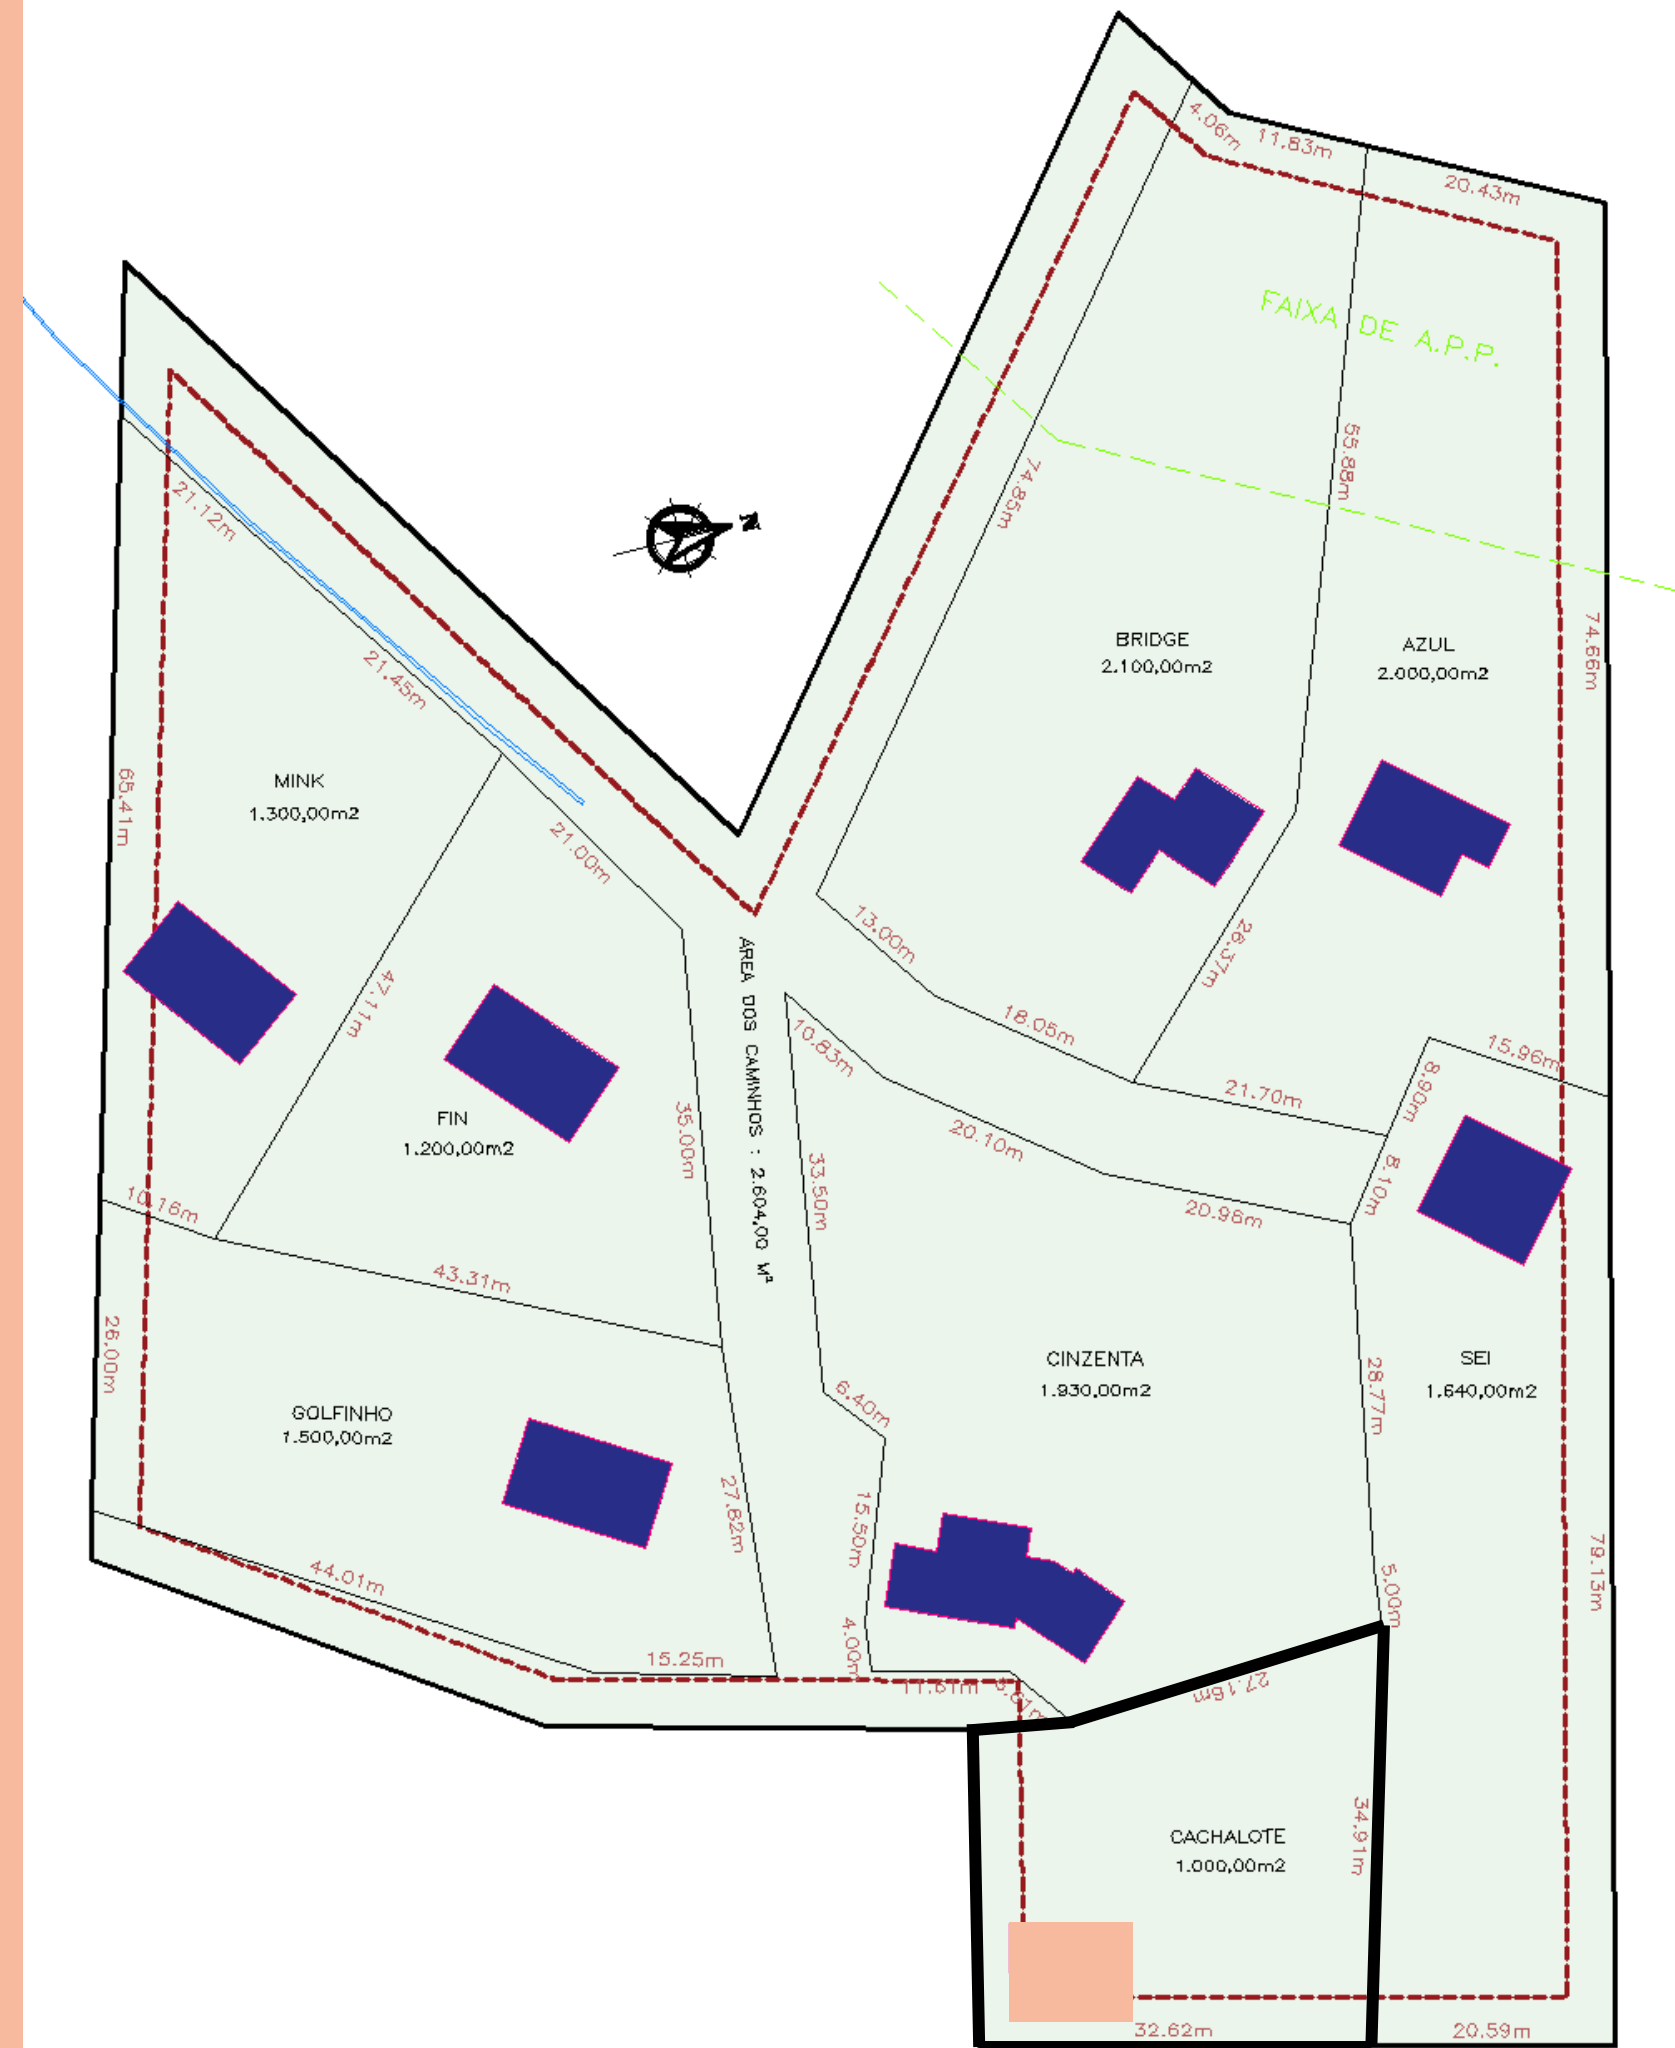 4.06m
11.83m
20.43m
FAIXA DE A.P.P.
21.12m
74.85m
55.88m
N
21.45m
BRIDGE
2.100,00m2
AZUL
2.000,00m2
74.66m
65.41m
MINK
1.300,00m2
21.00m
13.00m
26.37m
47.11m
18.05m
ÁREA DOS CAMINHOS : 2.604,00 M²
10.83m
15.96m
8.90m
21.70m
FIN
1.200,00m2
35.00m
33.50m
20.10m
8.10m
10.16m
20.96m
43.31m
26.00m
CINZENTA
1.930,00m2
SEI
1.640,00m2
28.77m
GOLFINHO
1.500,00m2
6.40m
27.62m
15.50m
79.13m
44.01m
5.00m
4.00m
15.25m
11.61m
27.16m
CACHALOTE
1.000,00m2
34.91m
32.62m
20.59m